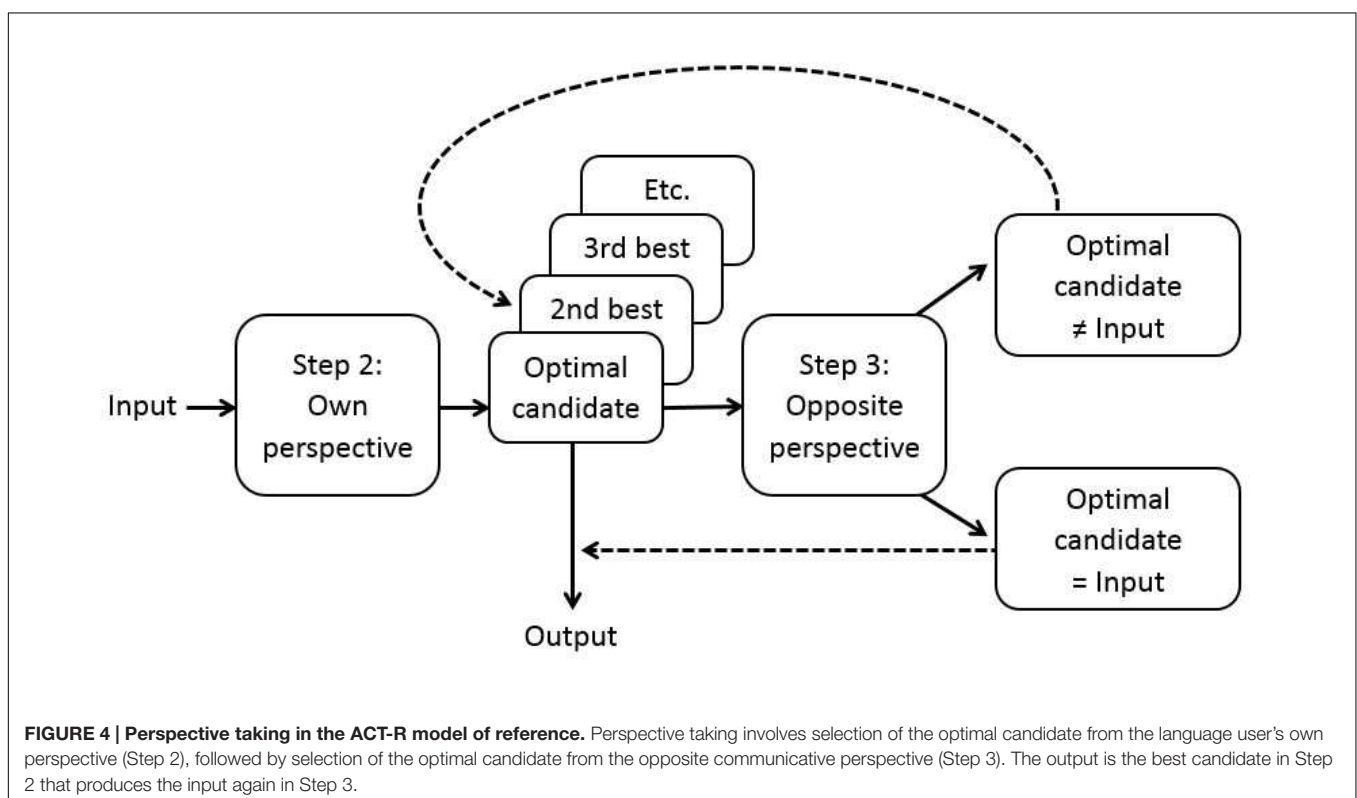 Etc.
3rd best
2nd best
Optimal
candidate
Input
Step 2:
Own
perspective
Step 3:
Opposite
perspective
Optimal
candidate
≠ Input
Optimal
candidate
= Input
Output
FIGURE 4 | Perspective taking in the ACT-R model of reference. Perspective taking involves selection of the optimal candidate from the language user's own
perspective (Step 2), followed by selection of the optimal candidate from the opposite communicative perspective (Step 3). The output is the best candidate in Step
2 that produces the input again in Step 3.